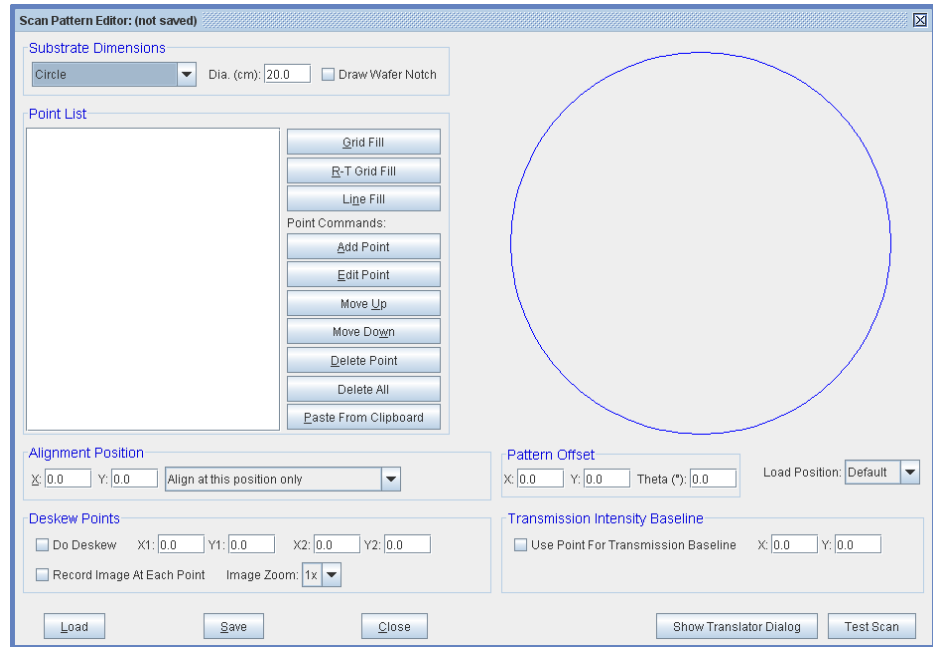 Scan Pattern Editor: (not saved)
Substrate Dimensions
Circle Dia. (cm): 20.0 Draw Wafer Notch
Point List
Grid Fill
R-T Grid Fill
Line Fill
Point Commands:
Add Point
Edit Point
Move Up
Move Down
Delete Point
Delete All
Paste From Clipboard
Alignment Position
X: 0.0 Y: 0.0 Align at this position only
Pattern Offset
X: 0.0 Y: 0.0 Theta (°): 0.0 Load Position: Default
Deskew Points
Do Deskew X1: 0.0 Y1: 0.0 X2: 0.0 Y2: 0.0
Record Image At Each Point Image Zoom: 1x
Transmission Intensity Baseline
Use Point For Transmission Baseline X: 0.0 Y: 0.0
Load Save Close Show Translator Dialog Test Scan